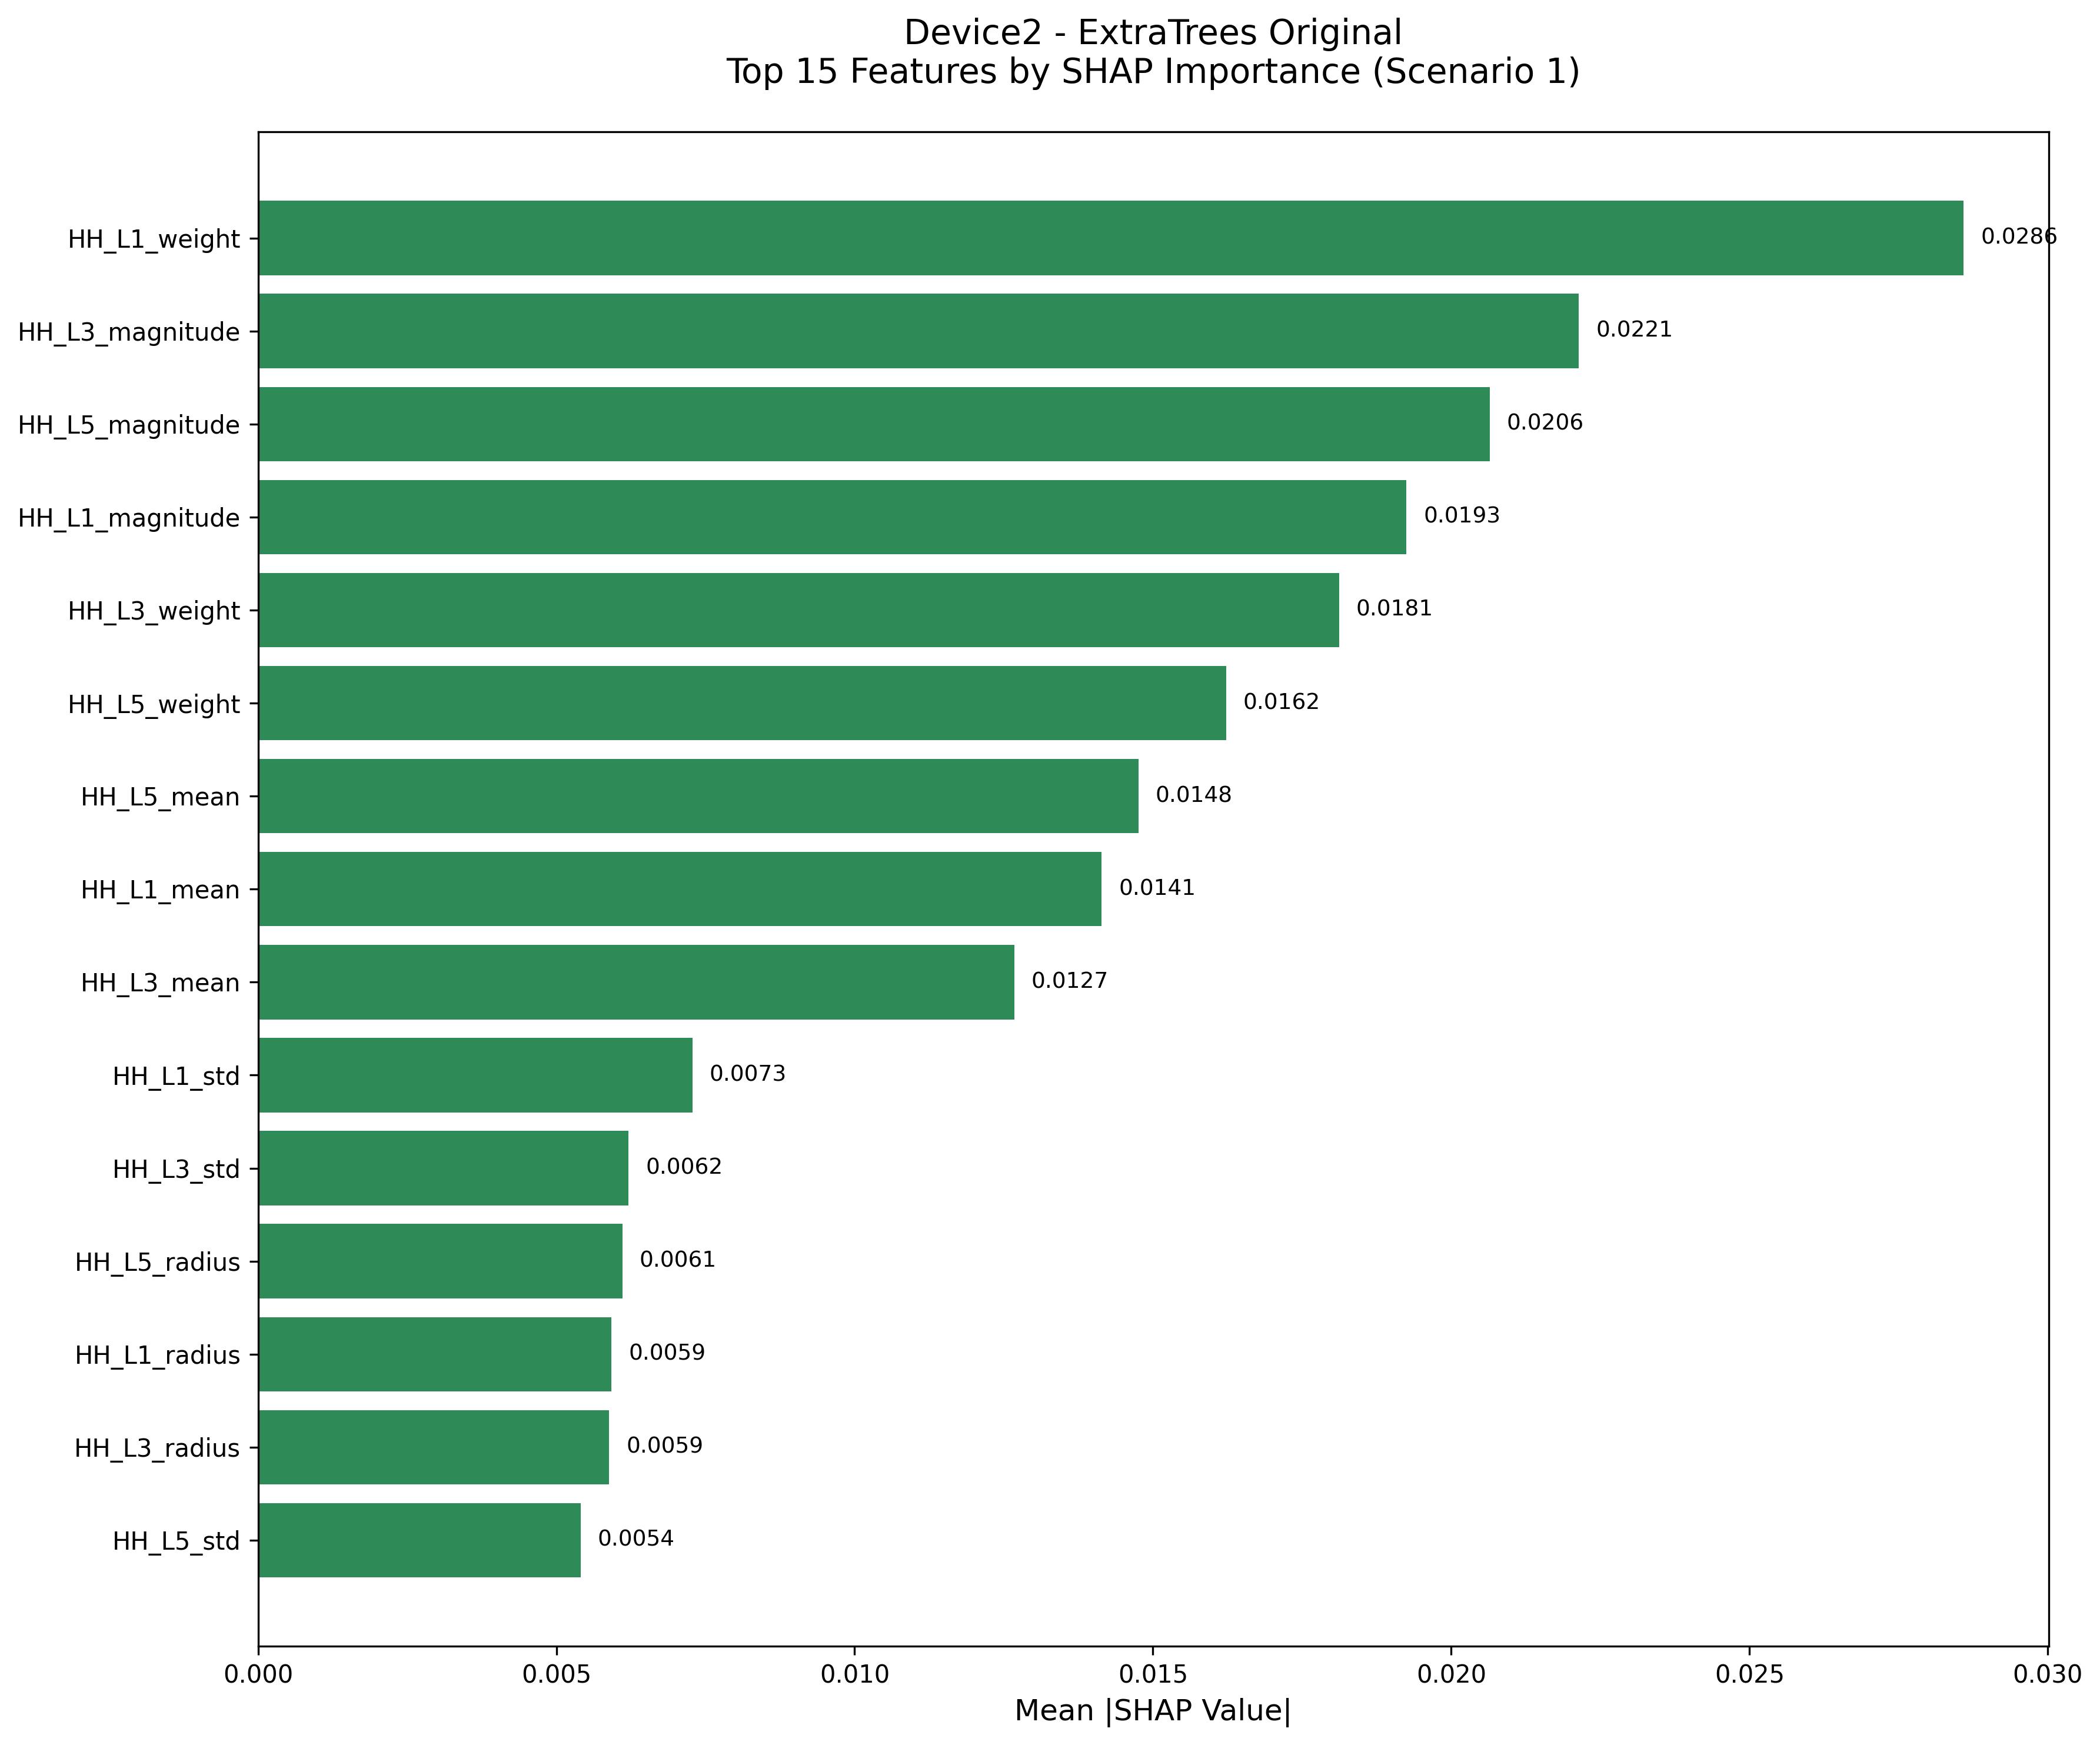 Device2 - ExtraTrees Original
Top 15 Features by SHAP Importance (Scenario 1)
HH_L1_weight 0.0286
HH_L3_magnitude 0.0221
HH_L5_magnitude 0.0206
HH_L1_magnitude 0.0193
HH_L3_weight 0.0181
HH_L5_weight 0.0162
HH_L5_mean 0.0148
HH_L1_mean 0.0141
HH_L3_mean 0.0127
HH_L1_std 0.0073
HH_L3_std 0.0062
HH_L5_radius 0.0061
HH_L1_radius 0.0059
HH_L3_radius 0.0059
HH_L5_std 0.0054
0.000 0.005 0.010 0.015 0.020 0.025 0.030
Mean |SHAP Value|